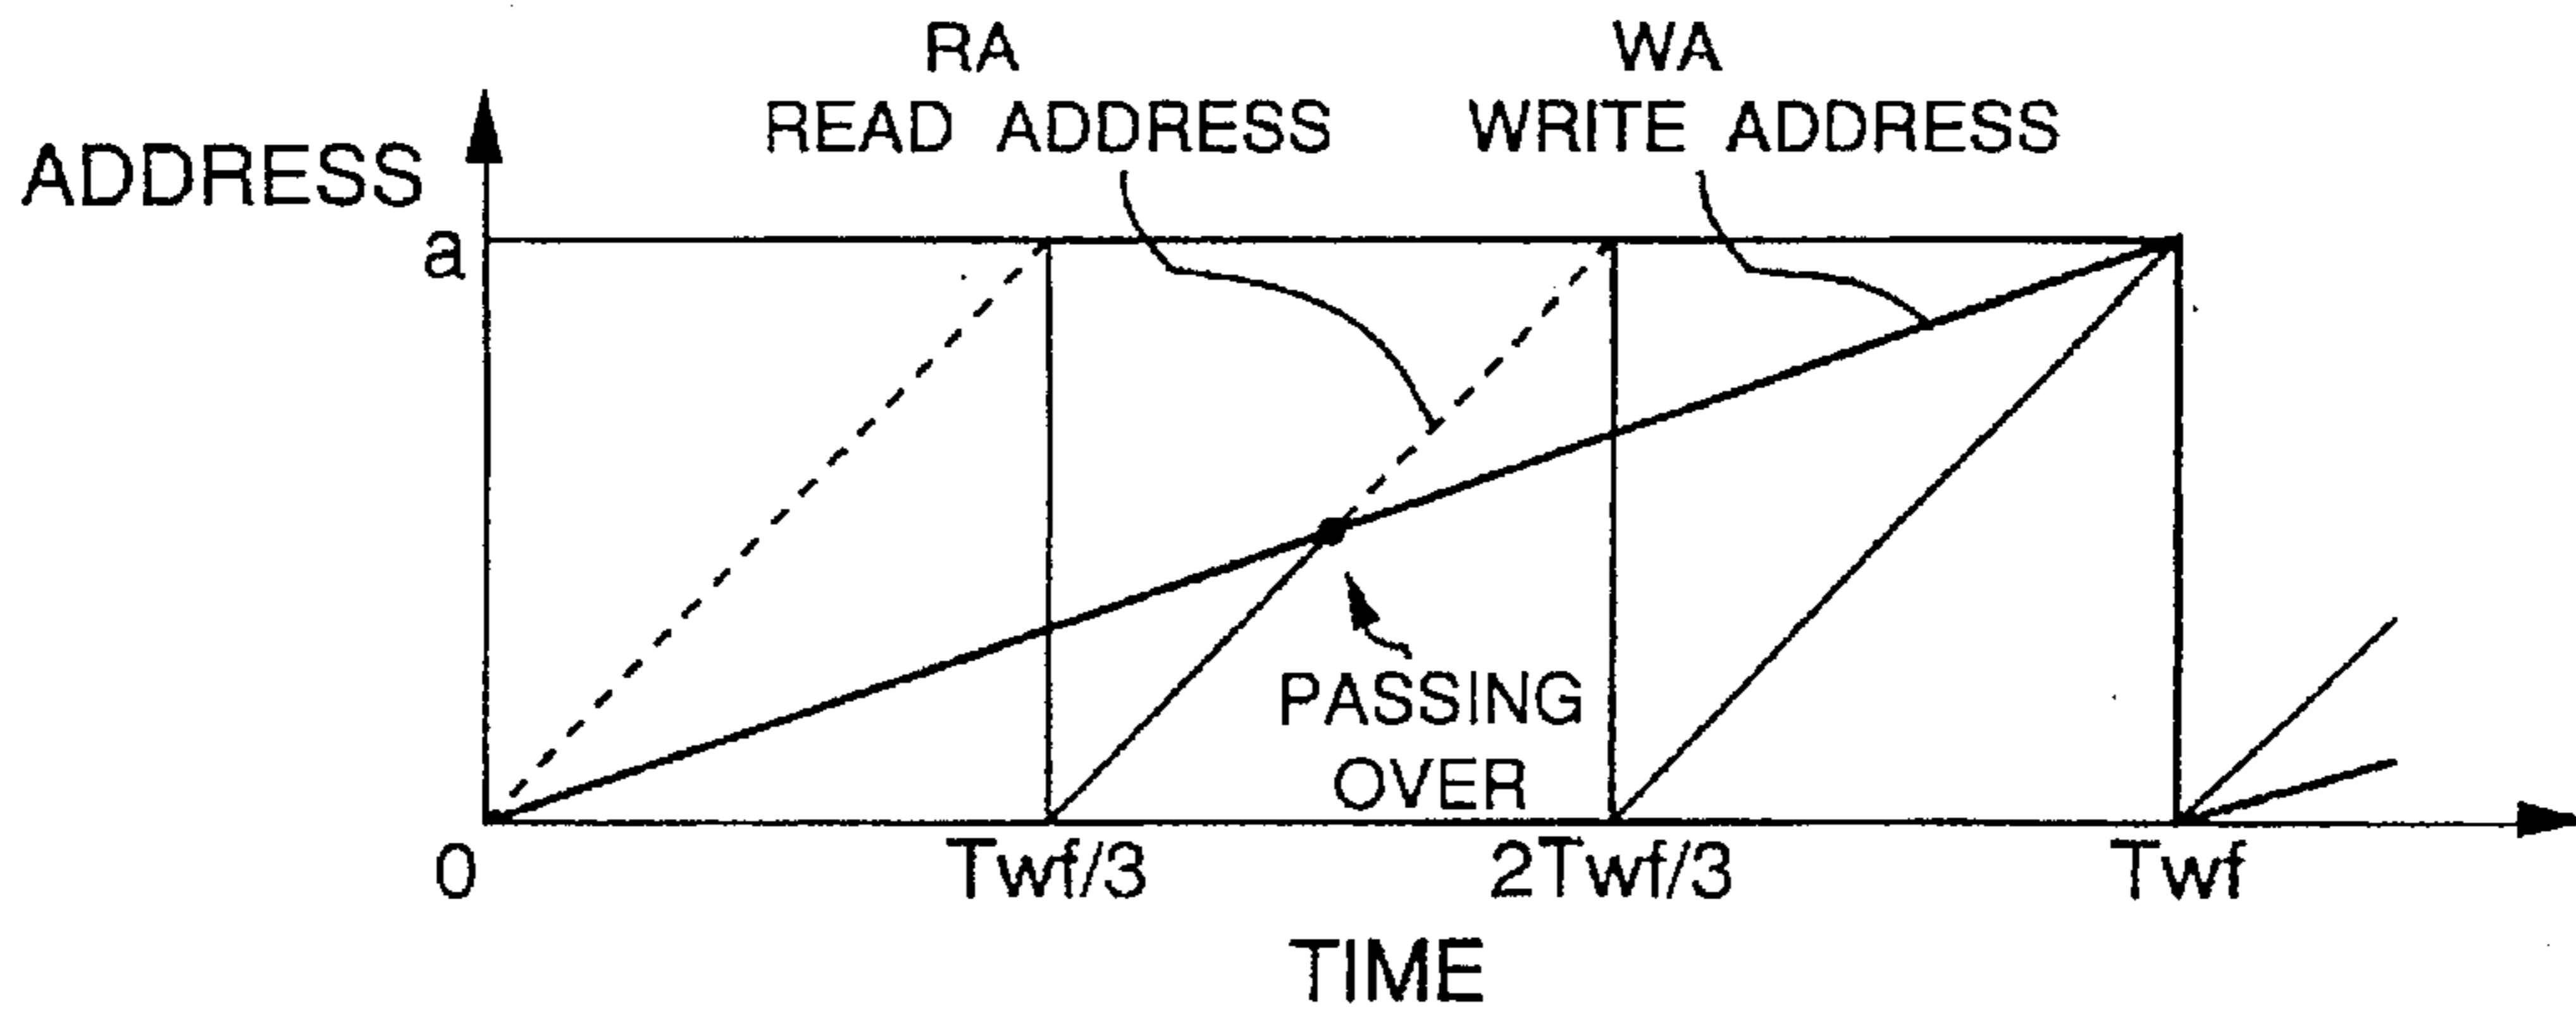 RA
WA
READ ADDRESS
WRITE ADDRESS
ADDRESS
a
PASSING
OVER
0
Twf/3
2Twf/3
Twf
TIME